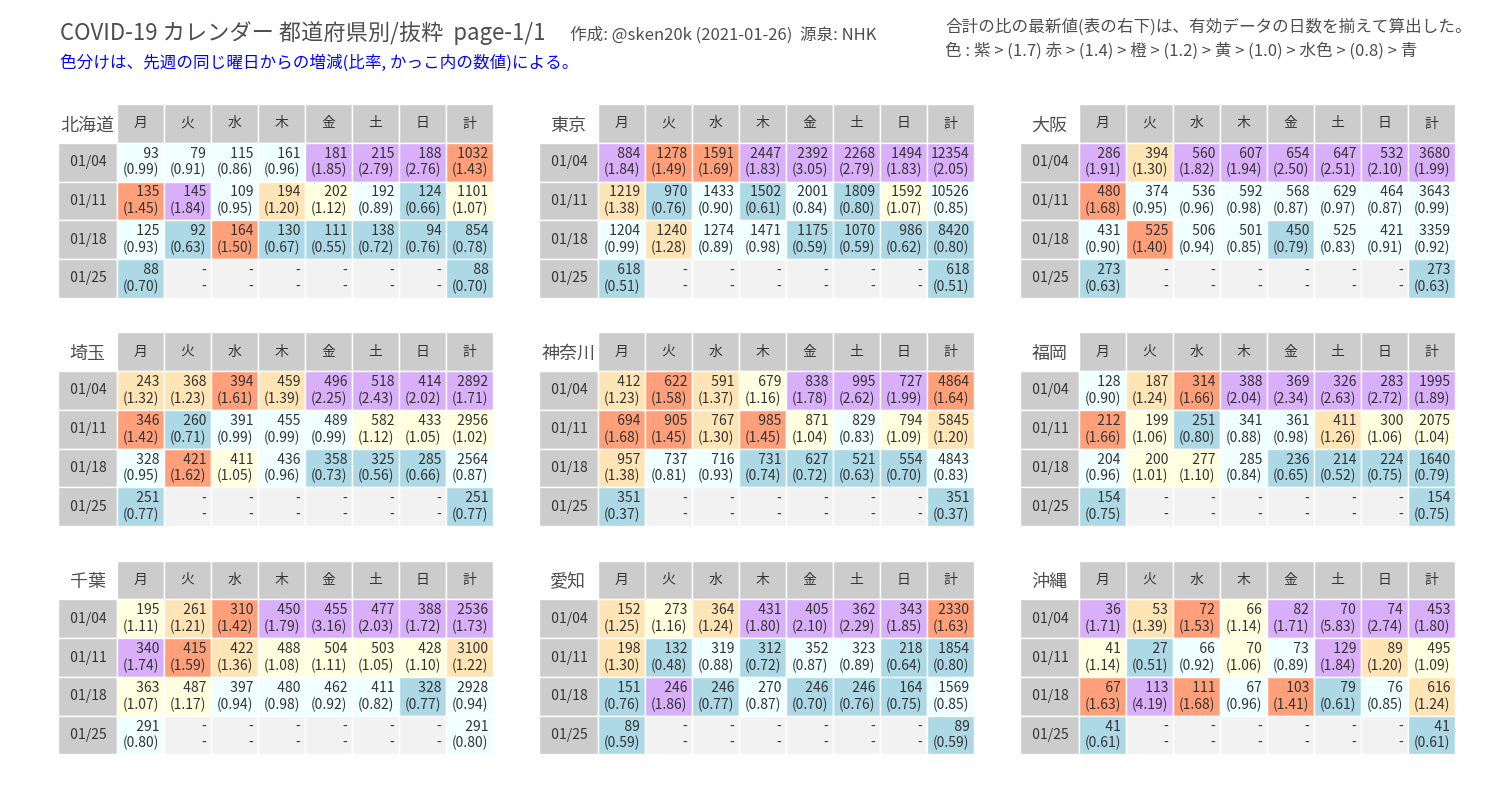 COVID-19 カレンダー 都道府県別/抜粋 page-1/1 作成: @sken20k (2021-01-26) 源泉: NHK
色分けは、先週の同じ曜日からの増減(比率, かっこ内の数値)による。
合計の比の最新値(表の右下)は、有効データの日数を揃えて算出した。
色 : 紫 > (1.7) 赤 > (1.4) > 橙 > (1.2) > 黄 > (1.0) > 水色 > (0.8) > 青
北海道 月 火 水 木 金 土 日 計
01/04 93 79 115 161 181 215 188 1032
(0.99) (0.91) (0.86) (0.96) (1.85) (2.79) (2.76) (1.43)
01/11 135 145 109 194 202 192 124 1101
(1.45) (1.84) (0.95) (1.20) (1.12) (0.89) (0.66) (1.07)
01/18 125 92 164 130 111 138 94 854
(0.93) (0.63) (1.50) (0.67) (0.55) (0.72) (0.76) (0.78)
01/25 88 - - - - - - 88
(0.70) - - - - - - (0.70)
東京 月 火 水 木 金 土 日 計
01/04 884 1278 1591 2447 2392 2268 1494 12354
(1.84) (1.49) (1.69) (1.83) (3.05) (2.79) (1.83) (2.05)
01/11 1219 970 1433 1502 2001 1809 1592 10526
(1.38) (0.76) (0.90) (0.61) (0.84) (0.80) (1.07) (0.85)
01/18 1204 1240 1274 1471 1175 1070 986 8420
(0.99) (1.28) (0.89) (0.98) (0.59) (0.59) (0.62) (0.80)
01/25 618 - - - - - - 618
(0.51) - - - - - - (0.51)
大阪 月 火 水 木 金 土 日 計
01/04 286 394 560 607 654 647 532 3680
(1.91) (1.30) (1.82) (1.94) (2.50) (2.51) (2.10) (1.99)
01/11 480 374 536 592 568 629 464 3643
(1.68) (0.95) (0.96) (0.98) (0.87) (0.97) (0.87) (0.99)
01/18 431 525 506 501 450 525 421 3359
(0.90) (1.40) (0.94) (0.85) (0.79) (0.83) (0.91) (0.92)
01/25 273 - - - - - - 273
(0.63) - - - - - - (0.63)
埼玉 月 火 水 木 金 土 日 計
01/04 243 368 394 459 496 518 414 2892
(1.32) (1.23) (1.61) (1.39) (2.25) (2.43) (2.02) (1.71)
01/11 346 260 391 455 489 582 433 2956
(1.42) (0.71) (0.99) (0.99) (0.99) (1.12) (1.05) (1.02)
01/18 328 421 411 436 358 325 285 2564
(0.95) (1.62) (1.05) (0.96) (0.73) (0.56) (0.66) (0.87)
01/25 251 - - - - - - 251
(0.77) - - - - - - (0.77)
神奈川 月 火 水 木 金 土 日 計
01/04 412 622 591 679 838 995 727 4864
(1.23) (1.58) (1.37) (1.16) (1.78) (2.62) (1.99) (1.64)
01/11 694 905 767 985 871 829 794 5845
(1.68) (1.45) (1.30) (1.45) (1.04) (0.83) (1.09) (1.20)
01/18 957 737 716 731 627 521 554 4843
(1.38) (0.81) (0.93) (0.74) (0.72) (0.63) (0.70) (0.83)
01/25 351 - - - - - - 351
(0.37) - - - - - - (0.37)
福岡 月 火 水 木 金 土 日 計
01/04 128 187 314 388 369 326 283 1995
(0.90) (1.24) (1.66) (2.04) (2.34) (2.63) (2.72) (1.89)
01/11 212 199 251 341 361 411 300 2075
(1.66) (1.06) (0.80) (0.88) (0.98) (1.26) (1.06) (1.04)
01/18 204 200 277 285 236 214 224 1640
(0.96) (1.01) (1.10) (0.84) (0.65) (0.52) (0.75) (0.79)
01/25 154 - - - - - - 154
(0.75) - - - - - - (0.75)
千葉 月 火 水 木 金 土 日 計
01/04 195 261 310 450 455 477 388 2536
(1.11) (1.21) (1.42) (1.79) (3.16) (2.03) (1.72) (1.73)
01/11 340 415 422 488 504 503 428 3100
(1.74) (1.59) (1.36) (1.08) (1.11) (1.05) (1.10) (1.22)
01/18 363 487 397 480 462 411 328 2928
(1.07) (1.17) (0.94) (0.98) (0.92) (0.82) (0.77) (0.94)
01/25 291 - - - - - - 291
(0.80) - - - - - - (0.80)
愛知 月 火 水 木 金 土 日 計
01/04 152 273 364 431 405 362 343 2330
(1.25) (1.16) (1.24) (1.80) (2.10) (2.29) (1.85) (1.63)
01/11 198 132 319 312 352 323 218 1854
(1.30) (0.48) (0.88) (0.72) (0.87) (0.89) (0.64) (0.80)
01/18 151 246 246 270 246 246 164 1569
(0.76) (1.86) (0.77) (0.87) (0.70) (0.76) (0.75) (0.85)
01/25 89 - - - - - - 89
(0.59) - - - - - - (0.59)
沖縄 月 火 水 木 金 土 日 計
01/04 36 53 72 66 82 70 74 453
(1.71) (1.39) (1.53) (1.14) (1.71) (5.83) (2.74) (1.80)
01/11 41 27 66 70 73 129 89 495
(1.14) (0.51) (0.92) (1.06) (0.89) (1.84) (1.20) (1.09)
01/18 67 113 111 67 103 79 76 616
(1.63) (4.19) (1.68) (0.96) (1.41) (0.61) (0.85) (1.24)
01/25 41 - - - - - - 41
(0.61) - - - - - - (0.61)